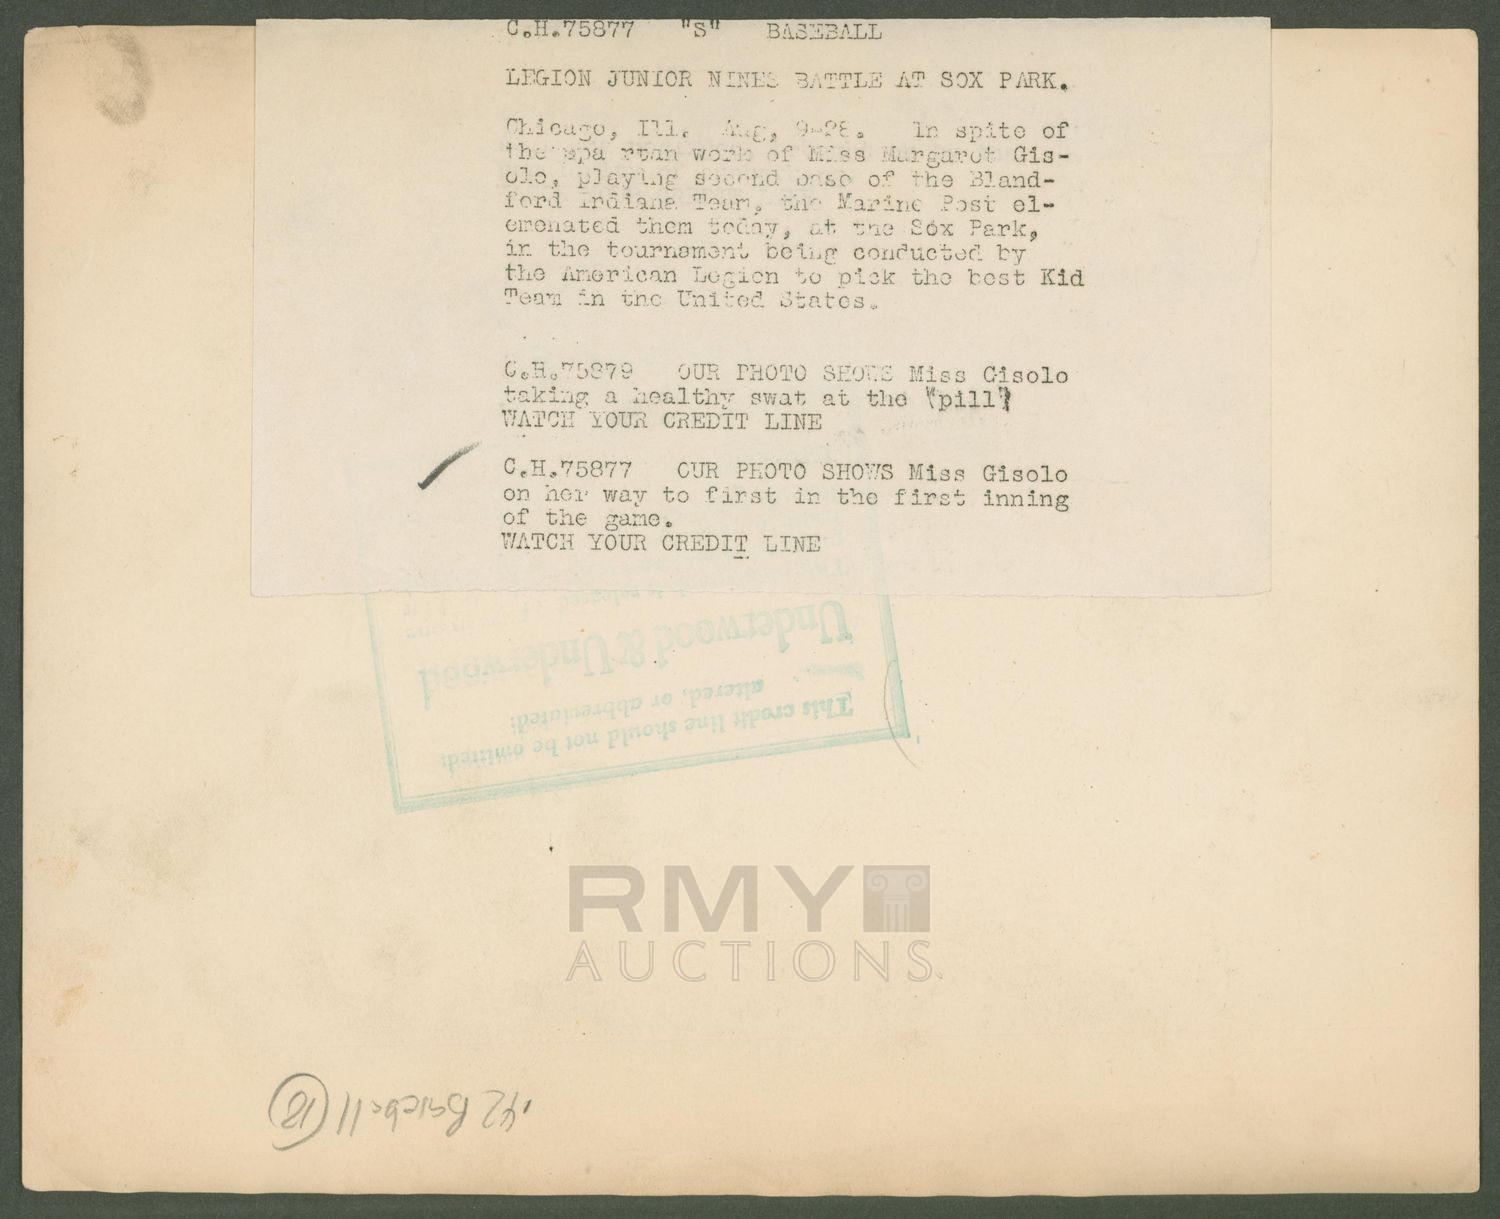 C.H.75877 "S" BASEBALL
LEGION JUNIOR NINES BATTLE AT SOX PARK.
Chicago, Ill. Aug, 9-28. In spite of
the spa rtan work of Miss Margaret Gis-
olo, playing second base of the Bland-
ford Indiana Team, the Marine Post el-
emenated them today, at the Sox Park,
in the tournament being conducted by
the American Legion to pick the best Kid
Team in the United States.
C.H.75879 OUR PHOTO SHOWS Miss Gisolo
taking a healthy swat at the "pill"
WATCH YOUR CREDIT LINE
C.H.75877 OUR PHOTO SHOWS Miss Gisolo
on her way to first in the first inning
of the game.
WATCH YOUR CREDIT LINE
This credit line should not be omitted:
altered, or abbreviated:
Underwood & Underwood
RMY
AUCTIONS
'42 Baseball 18